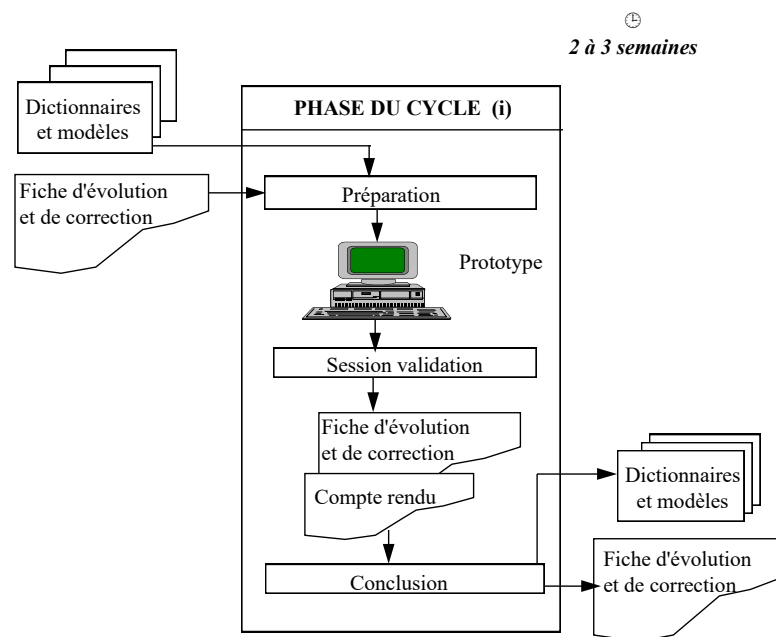 2 à 3 semaines
Dictionnaires
et modèles
PHASE DU CYCLE (i)
Fiche d'évolution
et de correction
Préparation
Prototype
Session validation
Fiche d'évolution
et de correction
Compte rendu
Dictionnaires
et modèles
Conclusion
Fiche d'évolution
et de correction